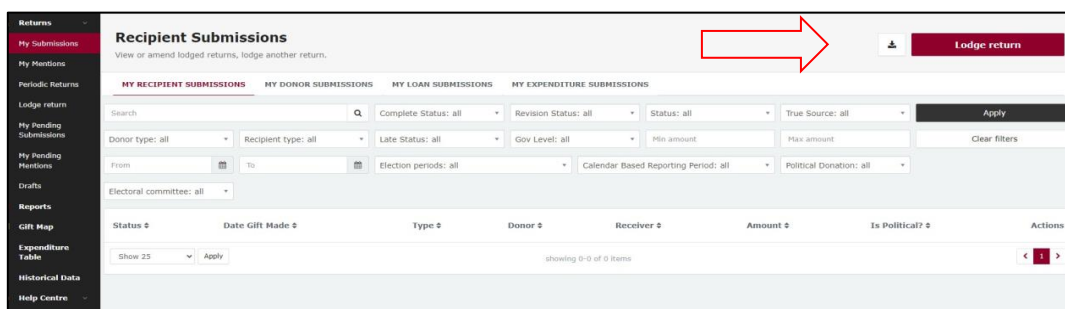 Returns
My Submissions
My Mentions
Periodic Returns
Lodge return
My Pending
Submissions
My Pending
Mentions
Drafts
Reports
Gift Map
Expenditure
Table
Historical Data
Help Centre
Recipient Submissions
View or amend lodged returns, lodge another return.
Lodge return
MY RECIPIENT SUBMISSIONS MY DONOR SUBMISSIONS MY LOAN SUBMISSIONS MY EXPENDITURE SUBMISSIONS
Search Complete Status: all Revision Status: all Status: all True Source: all Apply
Donor type: all Recipient type: all Late Status: all Gov Level: all Min amount Max amount Clear filters
From To Election periods: all Calendar Based Reporting Period: all Political Donation: all
Electoral committee: all
Status Date Gift Made Type Donor Receiver Amount Is Political? Actions
Show 25 Apply showing 0-0 of 0 items < 1 >